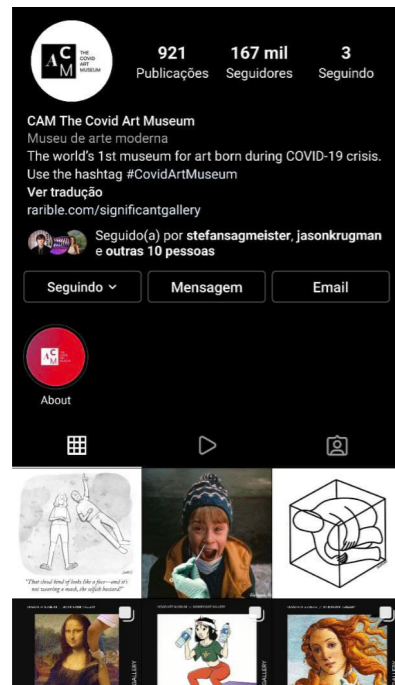 A C M
THE
COVID
ART
MUSEUM
921
Publicações
167 mil
Seguidores
3
Seguindo
CAM The Covid Art Museum
Museu de arte moderna
The world's 1st museum for art born during COVID-19 crisis.
Use the hashtag #CovidArtMuseum
Ver tradução
rarible.com/significantgallery
Seguido(a) por stefansagmeister, jasonkrugman
e outras 10 pessoas
Seguindo
Mensagem
Email
A C M
About
"That cloud kind of looks like a face—and it's
not wearing a mask, the selfish bastard!"
GALLERY
GALLERY
GALLERY